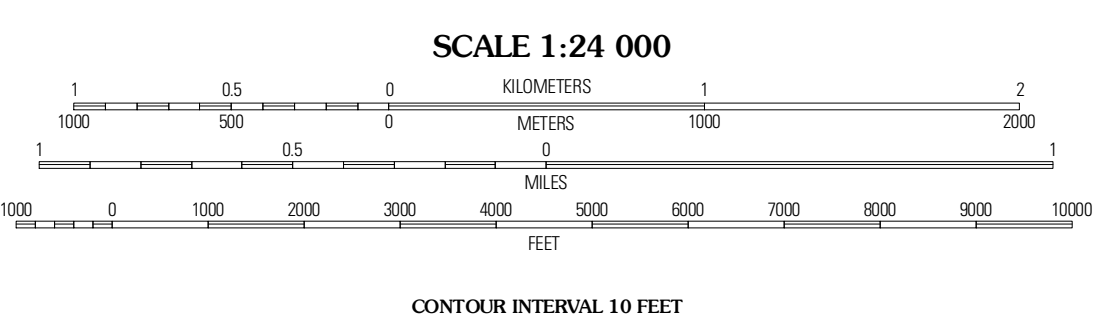 SCALE 1:24 000
1 0.5 0 KILOMETERS 1 2
1000 500 0 METERS 1000 2000
1 0.5 0 1
MILES
1000 0 1000 2000 3000 4000 5000 6000 7000 8000 9000 10000
FEET
CONTOUR INTERVAL 10 FEET